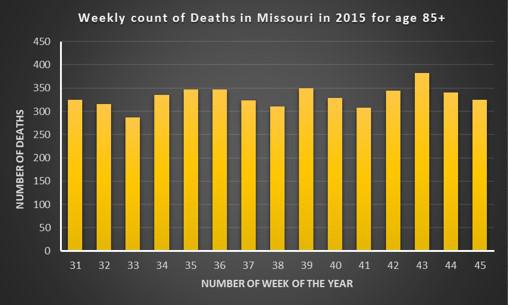 Weekly count of Deaths in Missouri in 2015 for age 85+
450
400
350
300
250
200
150
100
50
0
NUMBER OF DEATHS
31 32 33 34 35 36 37 38 39 40 41 42 43 44 45
NUMBER OF WEEK OF THE YEAR